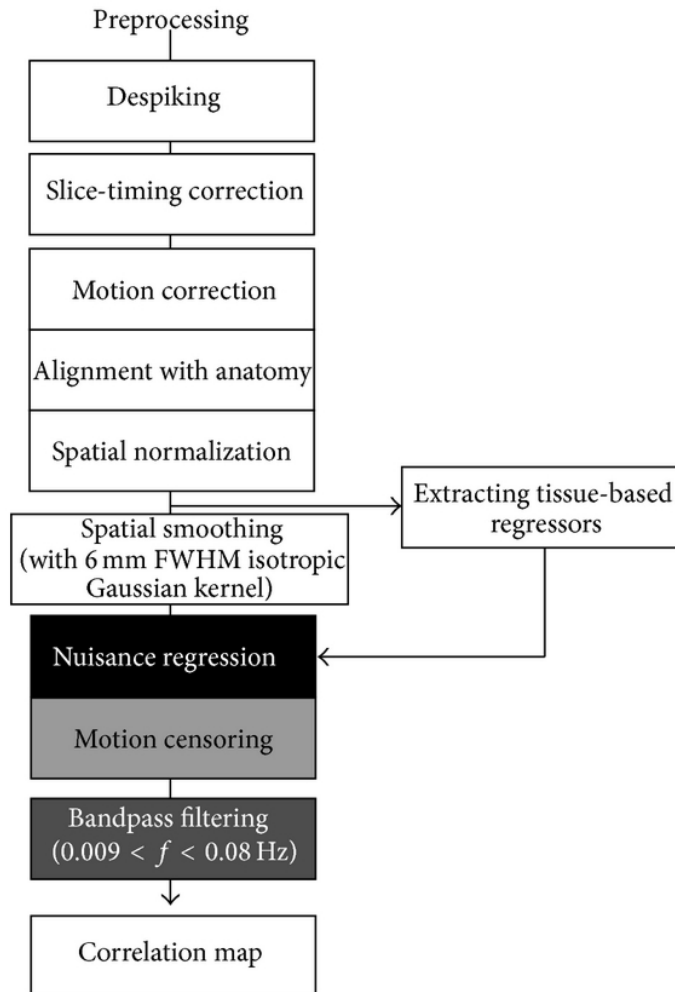 Preprocessing
Despiking
Slice-timing correction
Motion correction
Alignment with anatomy
Spatial normalization
Extracting tissue-based
regressors
Spatial smoothing
(with 6 mm FWHM isotropic
Gaussian kernel)
Nuisance regression
Motion censoring
Bandpass filtering
(0.009 < f < 0.08 Hz)
Correlation map